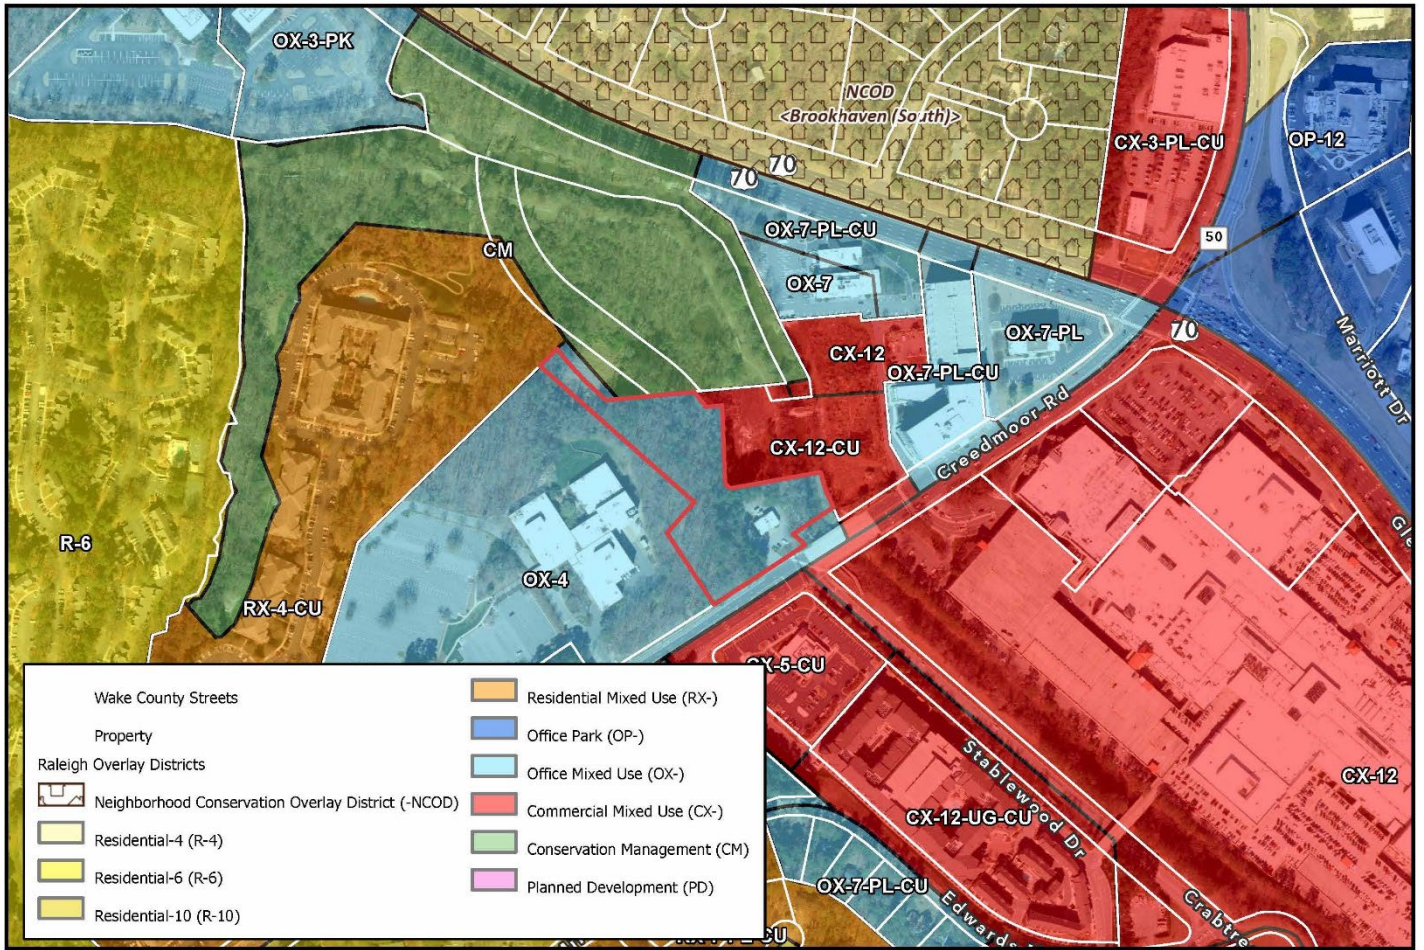 OX-3-PK
NCOD
<Brookhaven (South)>
CX-3-PL-CU
OP-12
70
70
50
OX-7-PL-CU
CM
OX-7
OX-7-PL
70
CX-12
OX-7-PL-CU
Marriott Dr
CX-12-CU
Creedmoor Rd
R-6
OX-4
RX-4-CU
CX-5-CU
Stablewood Dr
CX-12
CX-12-UG-CU
OX-7-PL-CU
Edwards
Crabtre
Wake County Streets
Property
Raleigh Overlay Districts
Neighborhood Conservation Overlay District (-NCOD)
Residential-4 (R-4)
Residential-6 (R-6)
Residential-10 (R-10)
Residential Mixed Use (RX-)
Office Park (OP-)
Office Mixed Use (OX-)
Commercial Mixed Use (CX-)
Conservation Management (CM)
Planned Development (PD)